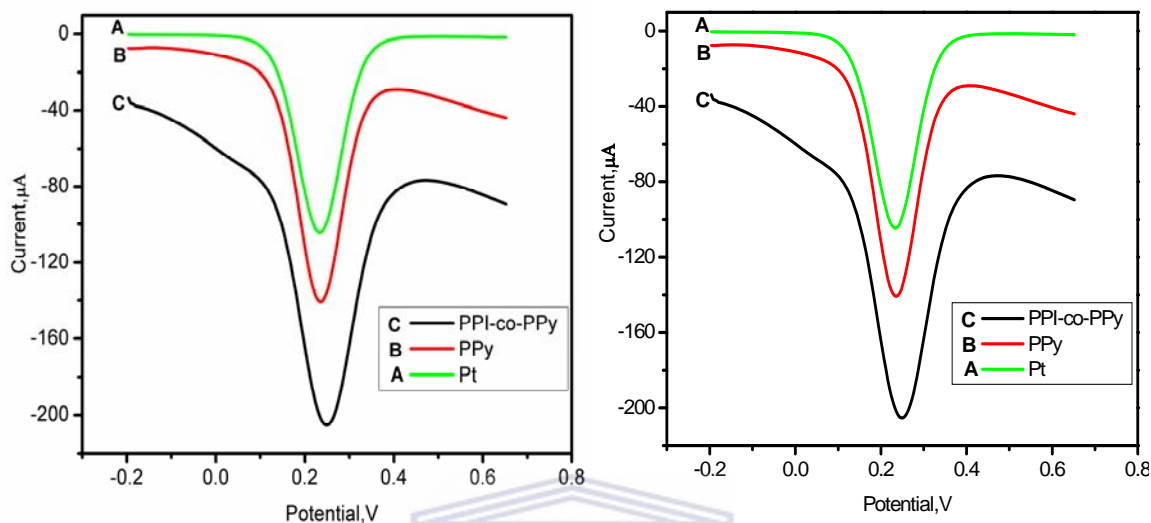 A
B
C
0
-40
-80
-120
-160
-200
Current,µA
C PPI-co-PPy
B PPy
A Pt
-0.2 0.0 0.2 0.4 0.6 0.8
Potential,V
A
B
C
0
-40
-80
-120
-160
-200
Current,µA
C PPI-co-PPy
B PPy
A Pt
-0.2 0.0 0.2 0.4 0.6 0.8
Potential,V